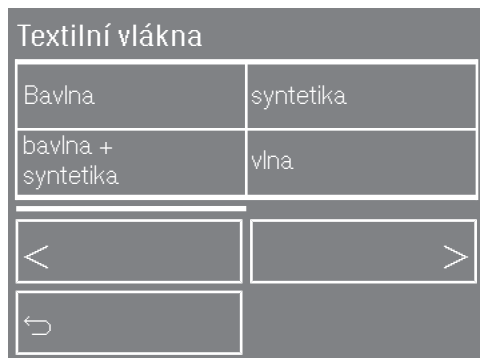 Textilní vlákna
Bavlna
syntetika
bavlna +
syntetika
vlna
<
>